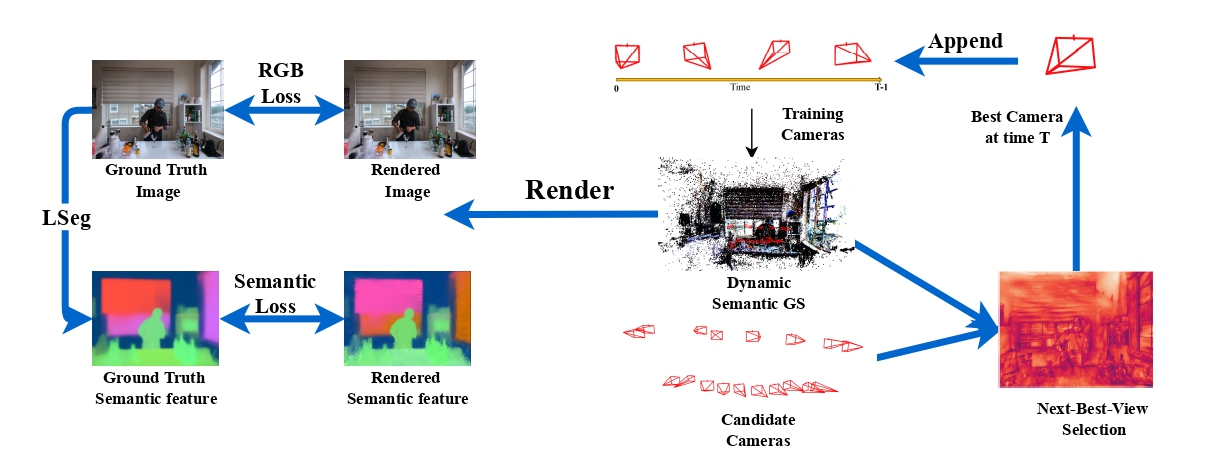 RGB
Loss
Ground Truth
Image
Rendered
Image
LSeg
Semantic
Loss
Ground Truth
Semantic feature
Rendered
Semantic feature
Render
0
Time
T-1
Append
Training
Cameras
Best Camera
at time T
Dynamic
Semantic GS
Candidate
Cameras
Next-Best-View
Selection